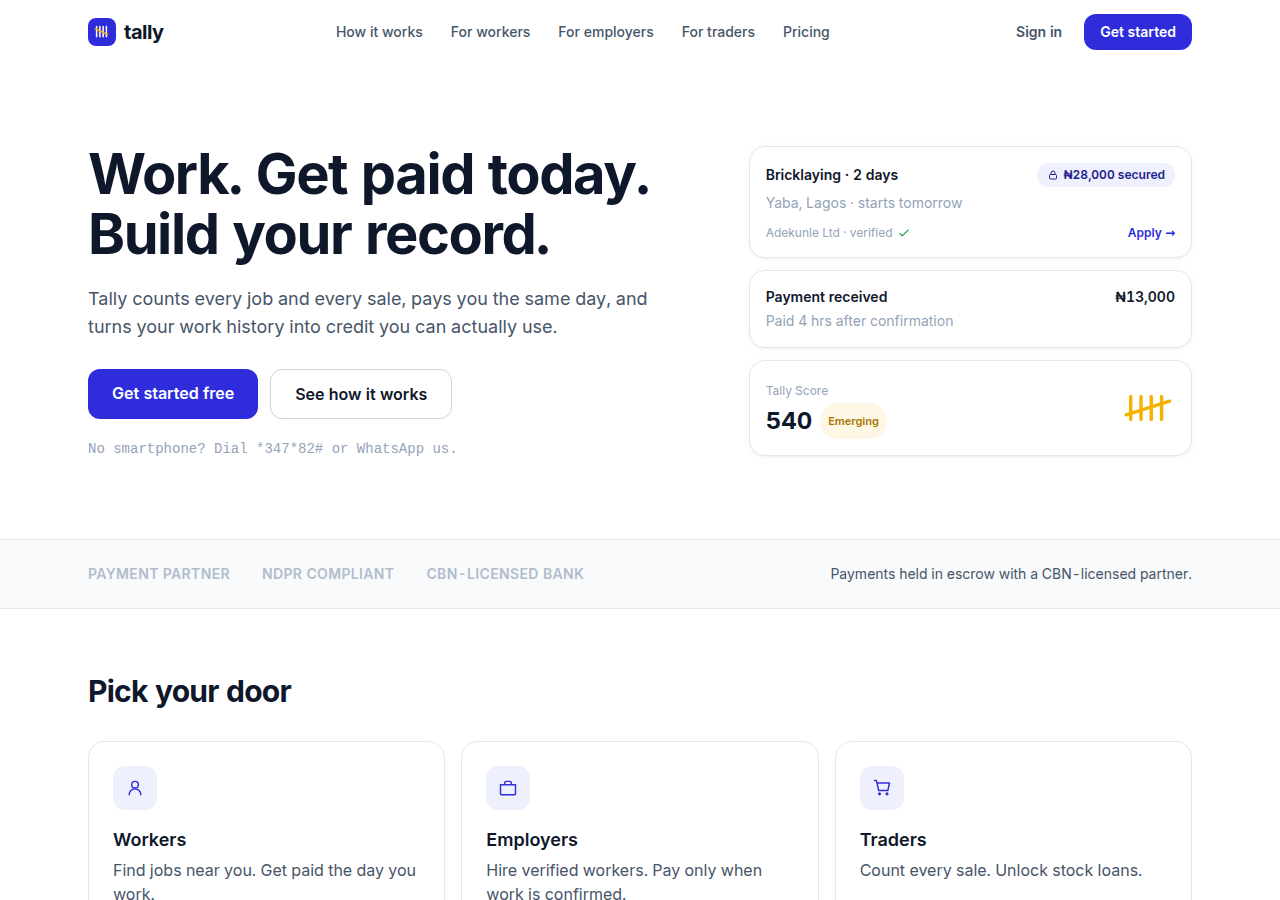 tally
How it works
For workers
For employers
For traders
Pricing
Sign in
Get started
Work. Get paid today.
Build your record.
Tally counts every job and every sale, pays you the same day, and
turns your work history into credit you can actually use.
Get started free
See how it works
No smartphone? Dial *347*82# or WhatsApp us.
Bricklaying · 2 days
₦28,000 secured
Yaba, Lagos · starts tomorrow
Adekunle Ltd · verified ✓
Apply →
Payment received
₦13,000
Paid 4 hrs after confirmation
Tally Score
540
Emerging
PAYMENT PARTNER
NDPR COMPLIANT
CBN-LICENSED BANK
Payments held in escrow with a CBN-licensed partner.
Pick your door
Workers
Find jobs near you. Get paid the day you
work.
Employers
Hire verified workers. Pay only when
work is confirmed.
Traders
Count every sale. Unlock stock loans.